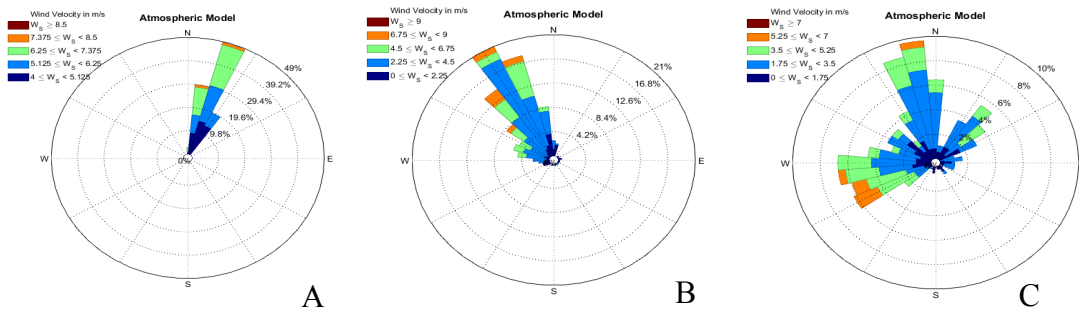 Wind Velocity in m/s
W_S ≥ 8.5
7.375 ≤ W_S < 8.5
6.25 ≤ W_S < 7.375
5.125 ≤ W_S < 6.25
4 ≤ W_S < 5.125
Atmospheric Model
N
49%
39.2%
29.4%
19.6%
9.8%
0%
W
E
S
A
Wind Velocity in m/s
W_S ≥ 9
6.75 ≤ W_S < 9
4.5 ≤ W_S < 6.75
2.25 ≤ W_S < 4.5
0 ≤ W_S < 2.25
Atmospheric Model
N
21%
16.8%
12.6%
8.4%
4.2%
W
E
S
B
Wind Velocity in m/s
W_S ≥ 7
5.25 ≤ W_S < 7
3.5 ≤ W_S < 5.25
1.75 ≤ W_S < 3.5
0 ≤ W_S < 1.75
Atmospheric Model
N
10%
8%
6%
4%
2%
W
S
C